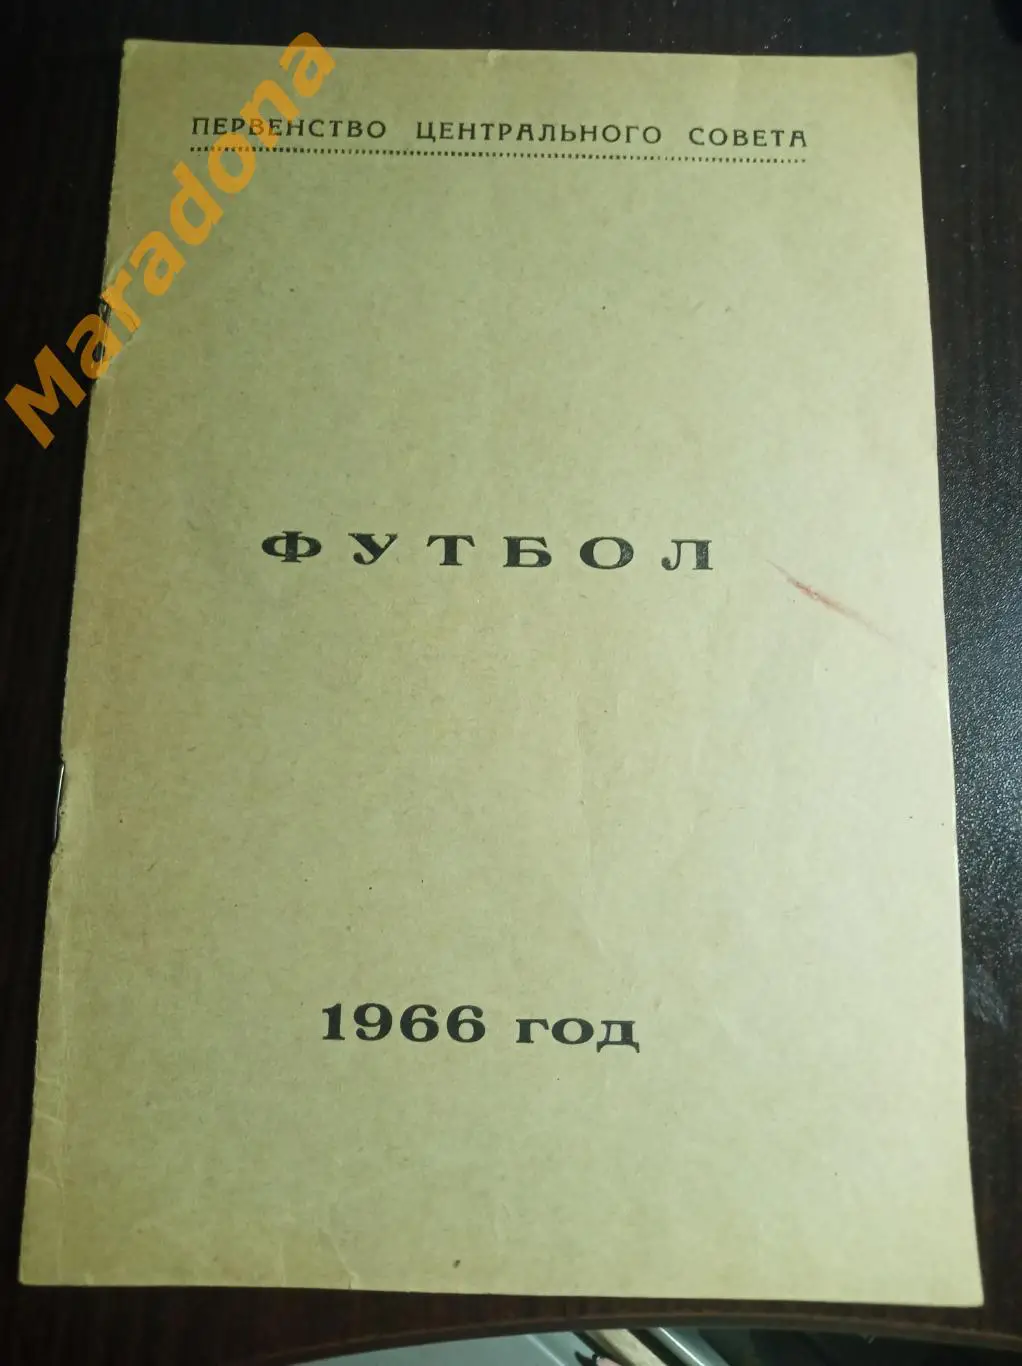 Maradona
ПЕРВЕНСТВО ЦЕНТРАЛЬНОГО СОВЕТА
ФУТБОЛ
1966 год